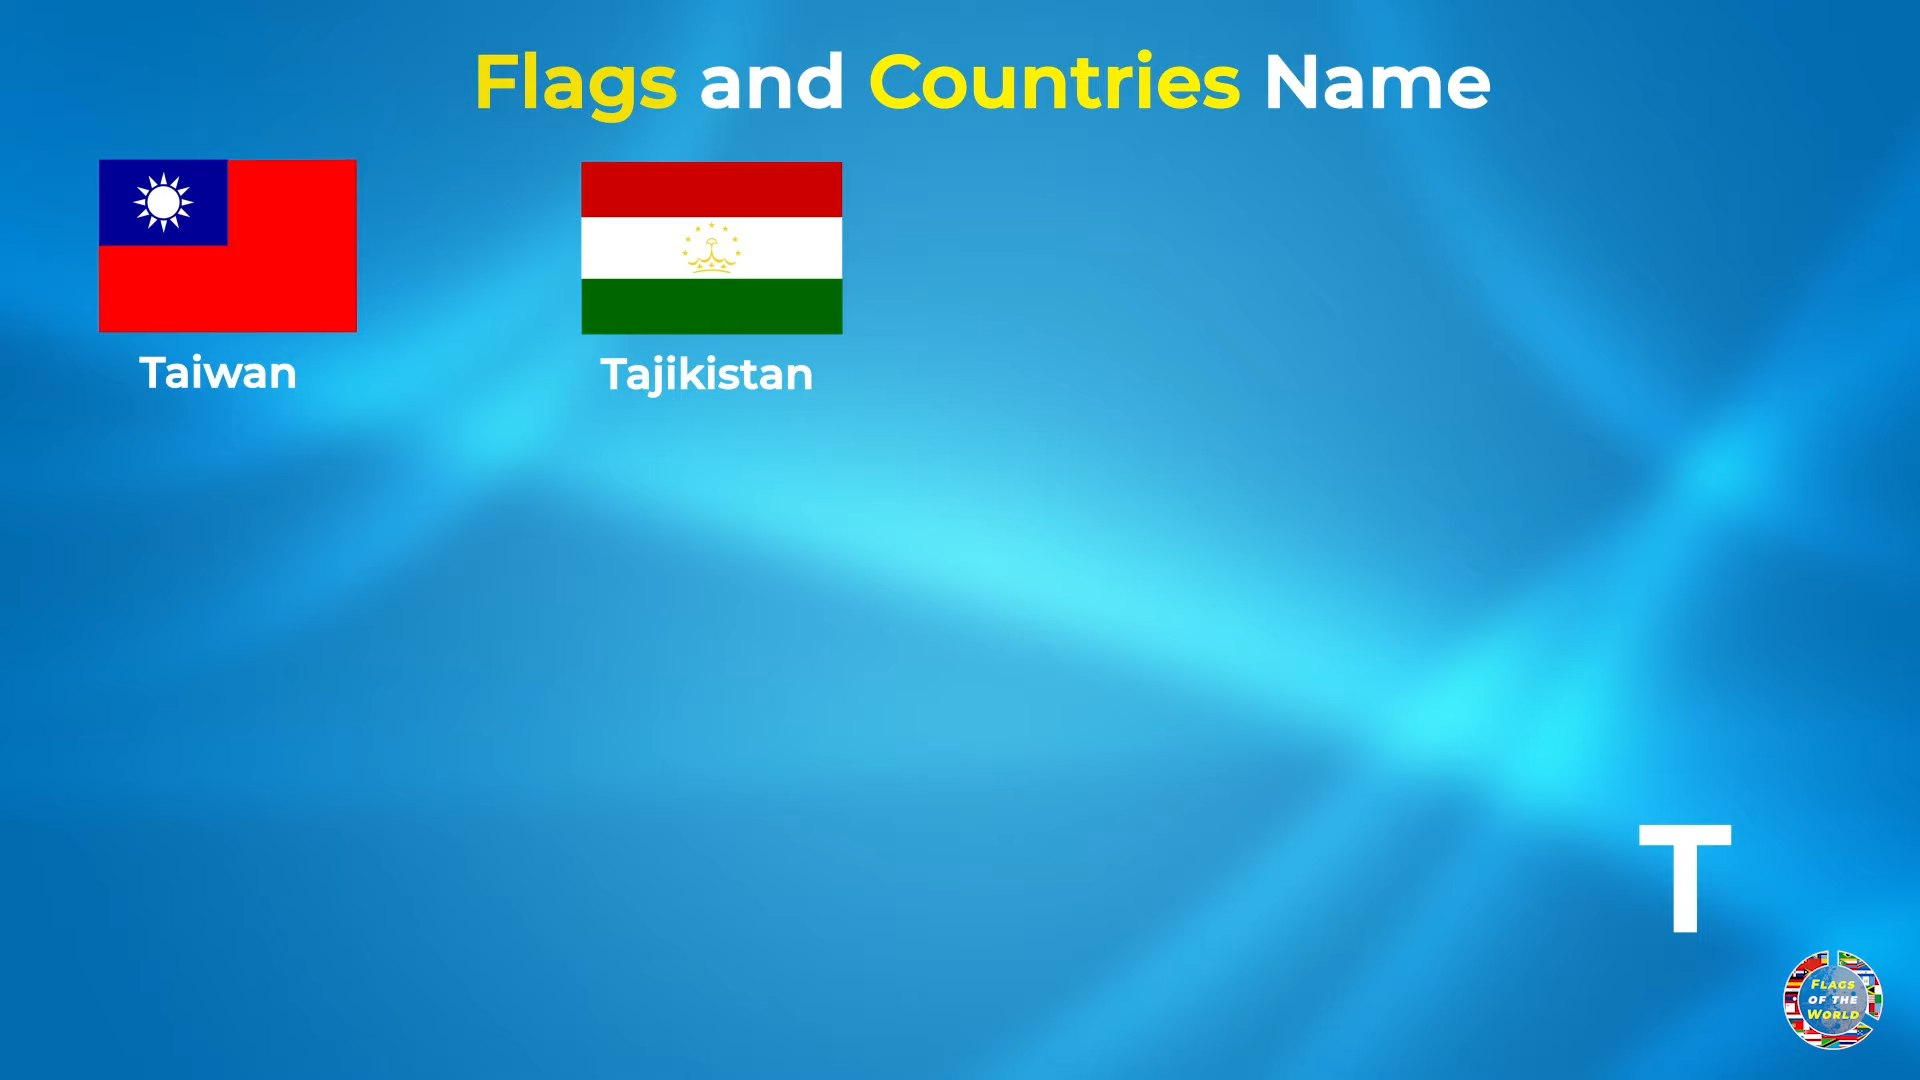 Flags and Countries Name
Taiwan
Tajikistan
T
FLAGS
OF THE
WORLD